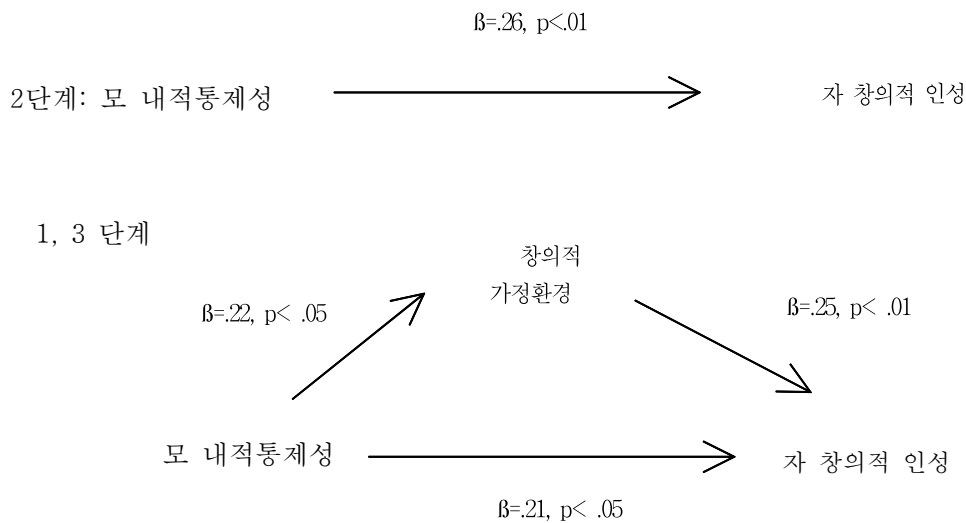 ß=.26, p<.01
2단계: 모 내적통제성 자 창의적 인성
1, 3 단계
창의적
가정환경
ß=.22, p< .05
ß=.25, p< .01
모 내적통제성 자 창의적 인성
ß=.21, p< .05